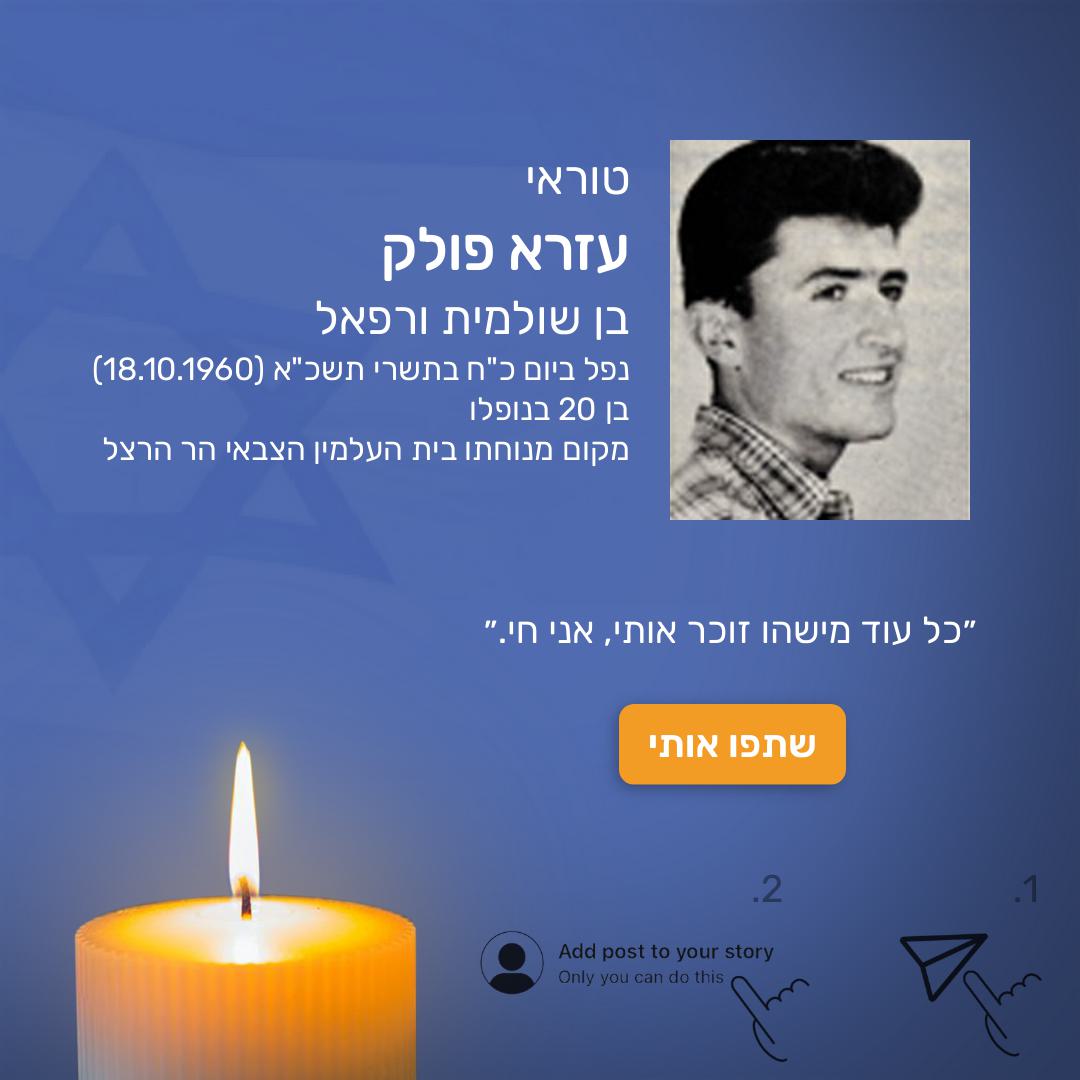 טוראי
עזרא פולק
בן שולמית ורפאל
נפל ביום כ"ח בתשרי תשכ"א (18.10.1960)
בן 20 בנופלו
מקום מנוחתו בית העלמין הצבאי הר הרצל
״כל עוד מישהו זוכר אותי, אני חי.״
שתפו אותי
.1
.2
Add post to your story
Only you can do this